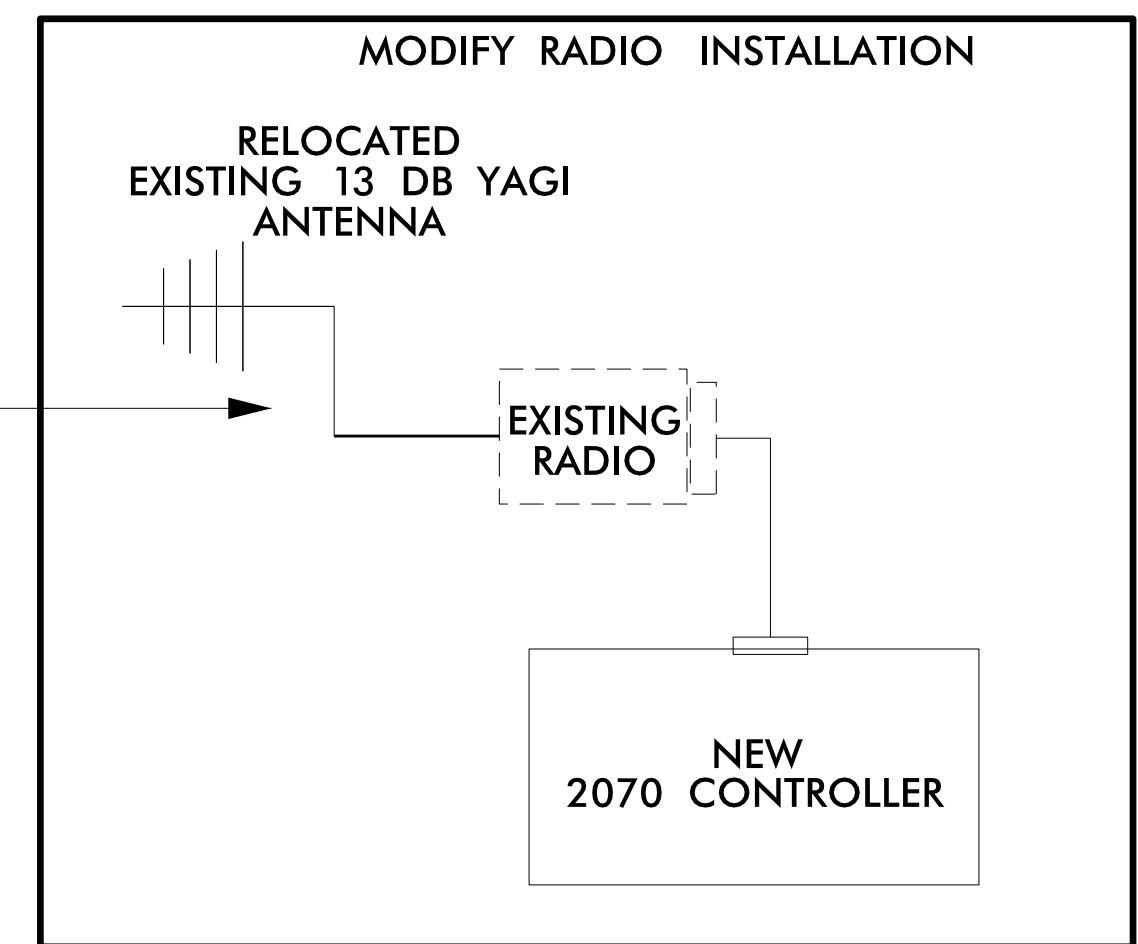 MODIFY RADIO INSTALLATION
RELOCATED
EXISTING 13 DB YAGI
ANTENNA
EXISTING
RADIO
NEW
2070 CONTROLLER